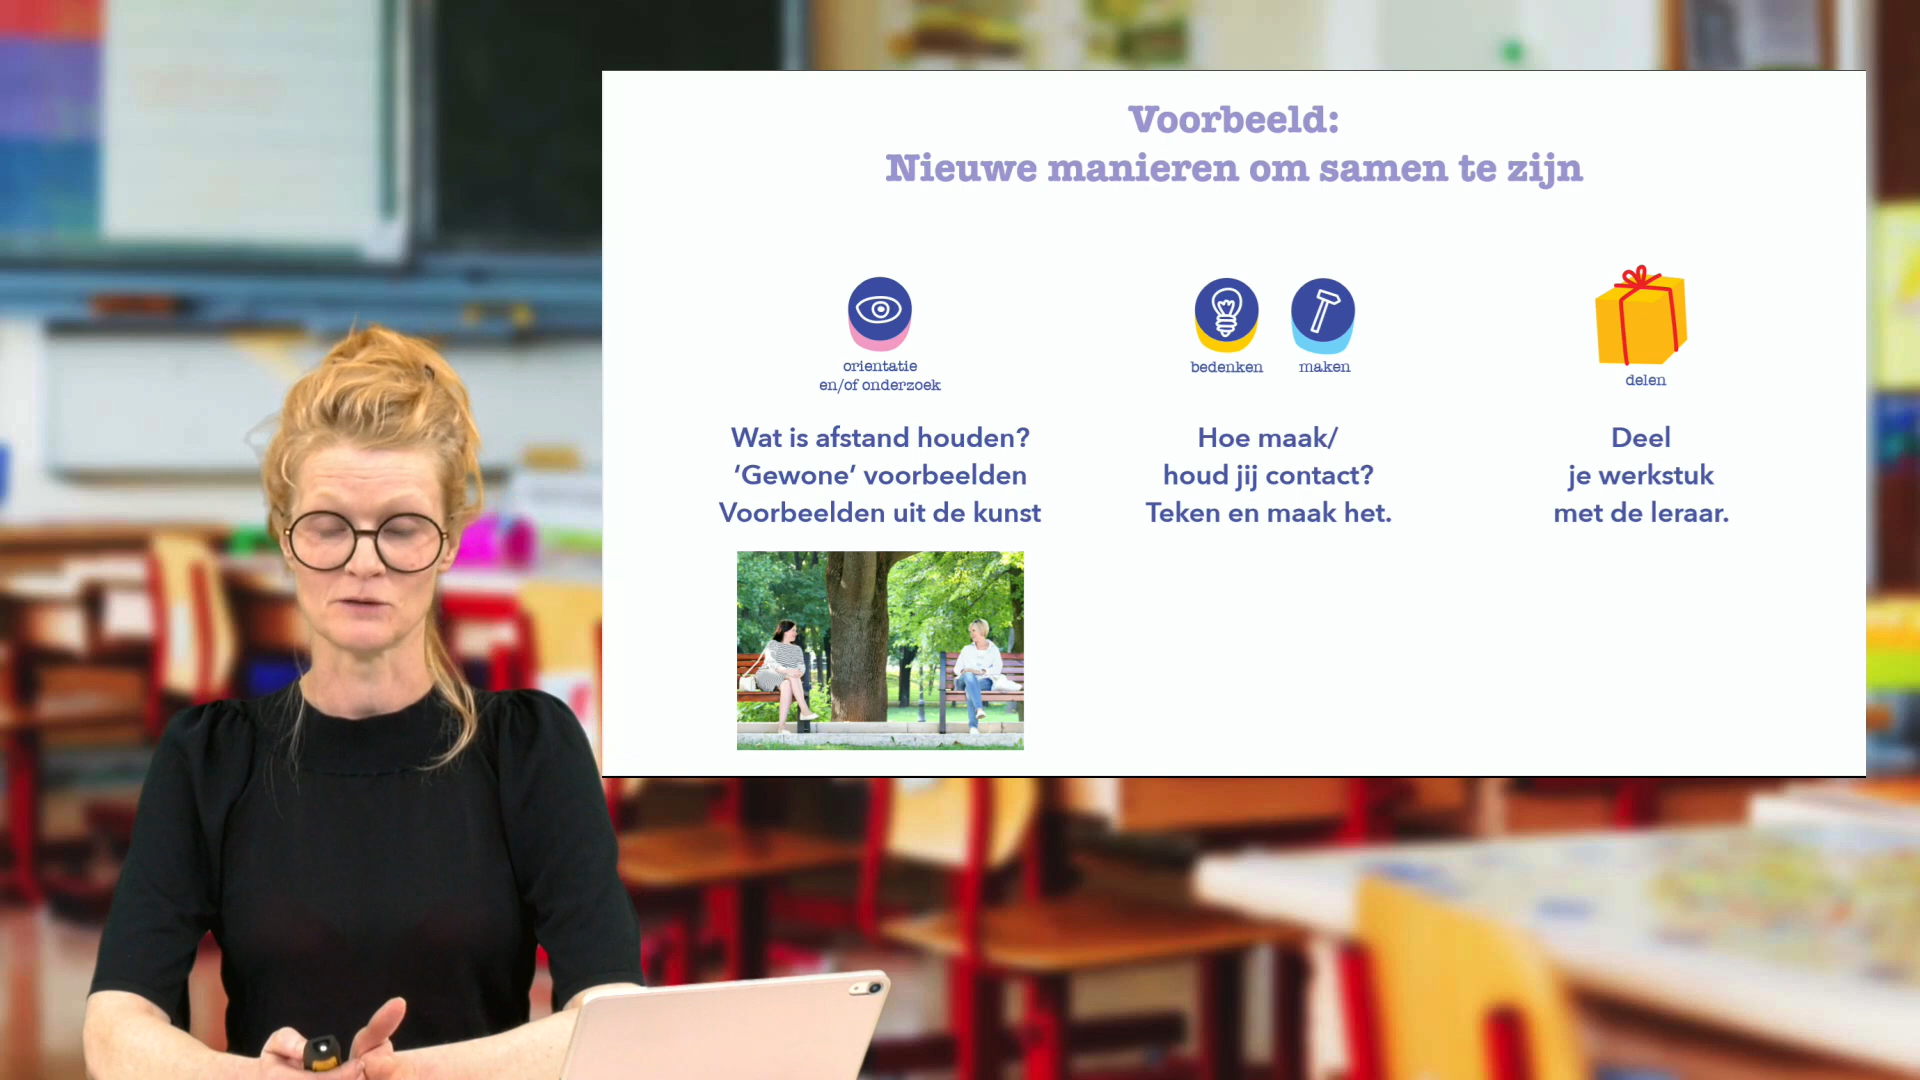 Voorbeeld:
Nieuwe manieren om samen te zijn
orientatie
en/of onderzoek
bedenken
maken
delen
Wat is afstand houden?
‘Gewone’ voorbeelden
Voorbeelden uit de kunst
Hoe maak/
houd jij contact?
Teken en maak het.
Deel
je werkstuk
met de leraar.